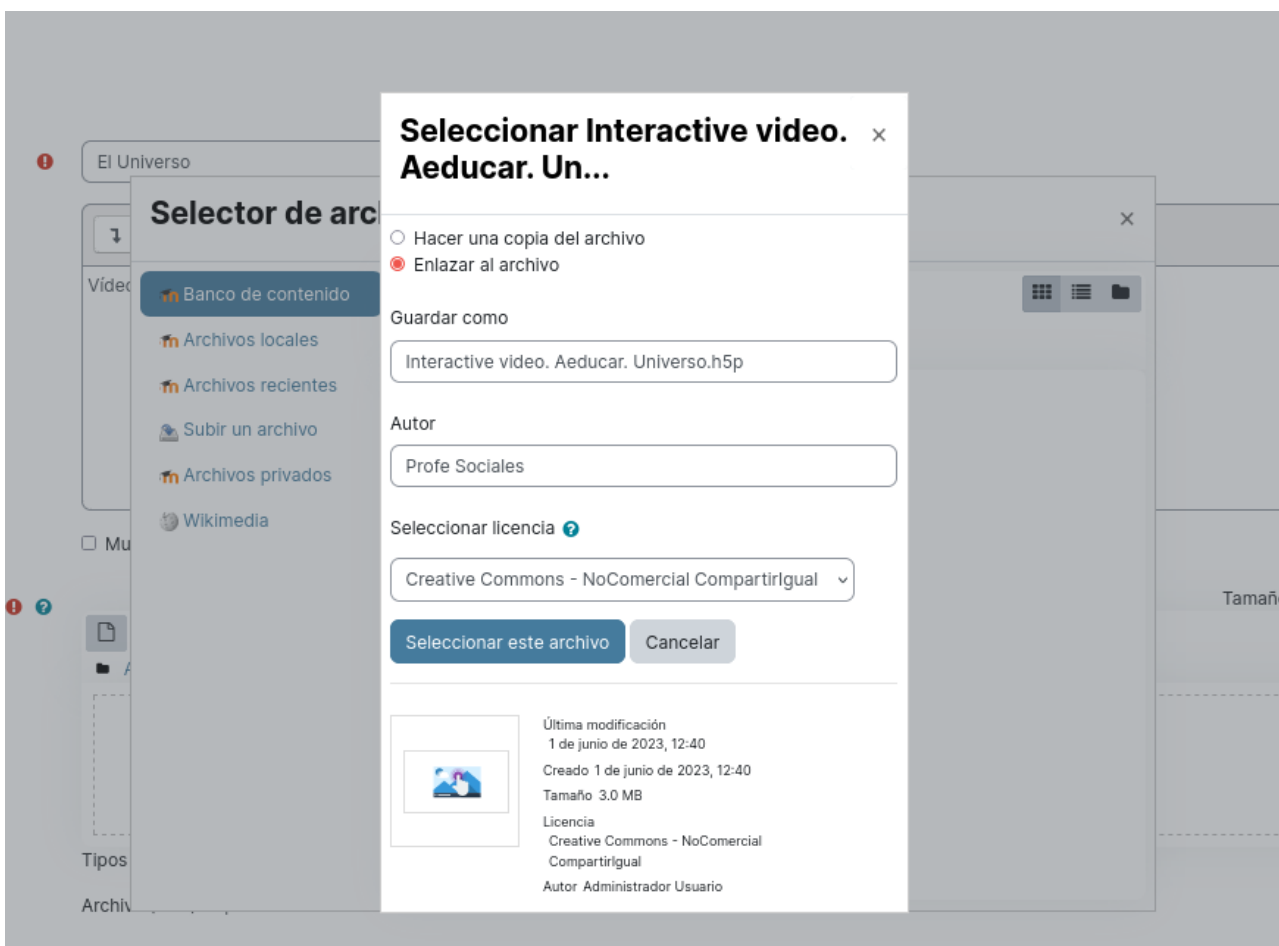 Seleccionar Interactive video.
Aeducar. Un...
El Universo
Selector de arc
Hacer una copia del archivo
Enlazar al archivo
Vídeo
Banco de contenido
Archivos locales
Archivos recientes
Subir un archivo
Archivos privados
Wikimedia
Guardar como
Interactive video. Aeducar. Universo.h5p
Autor
Profe Sociales
Seleccionar licencia
Creative Commons - NoComercial CompartirIgual
Mu
Tamañ
Seleccionar este archivo Cancelar
Última modificación
1 de junio de 2023, 12:40
Creado 1 de junio de 2023, 12:40
Tamaño 3.0 MB
Licencia
Creative Commons - NoComercial
CompartirIgual
Autor Administrador Usuario
Tipos
Archiv